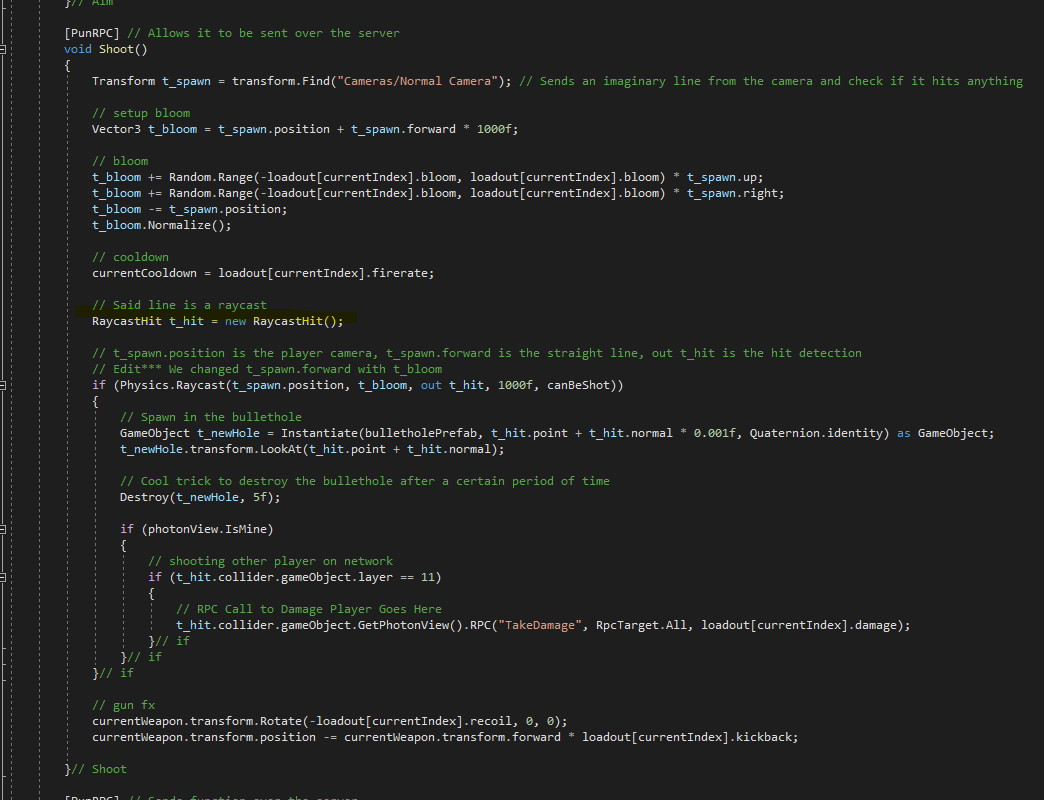 }// Aim
[PunRPC] // Allows it to be sent over the server
void Shoot()
{
Transform t_spawn = transform.Find("Cameras/Normal Camera"); // Sends an imaginary line from the camera and check if it hits anything
// setup bloom
Vector3 t_bloom = t_spawn.position + t_spawn.forward * 1000f;
// bloom
t_bloom += Random.Range(-loadout[currentIndex].bloom, loadout[currentIndex].bloom) * t_spawn.up;
t_bloom += Random.Range(-loadout[currentIndex].bloom, loadout[currentIndex].bloom) * t_spawn.right;
t_bloom -= t_spawn.position;
t_bloom.Normalize();
// cooldown
currentCooldown = loadout[currentIndex].firerate;
// Said line is a raycast
RaycastHit t_hit = new RaycastHit();
// t_spawn.position is the player camera, t_spawn.forward is the straight line, out t_hit is the hit detection
// Edit*** We changed t_spawn.forward with t_bloom
if (Physics.Raycast(t_spawn.position, t_bloom, out t_hit, 1000f, canBeShot))
{
// Spawn in the bullethole
GameObject t_newHole = Instantiate(bulletholePrefab, t_hit.point + t_hit.normal * 0.001f, Quaternion.identity) as GameObject;
t_newHole.transform.LookAt(t_hit.point + t_hit.normal);
// Cool trick to destroy the bullethole after a certain period of time
Destroy(t_newHole, 5f);
if (photonView.IsMine)
{
// shooting other player on network
if (t_hit.collider.gameObject.layer == 11)
{
// RPC Call to Damage Player Goes Here
t_hit.collider.gameObject.GetPhotonView().RPC("TakeDamage", RpcTarget.All, loadout[currentIndex].damage);
}// if
}// if
}// if
// gun fx
currentWeapon.transform.Rotate(-loadout[currentIndex].recoil, 0, 0);
currentWeapon.transform.position -= currentWeapon.transform.forward * loadout[currentIndex].kickback;
}// Shoot
[PunRPC] // Sends function over the server